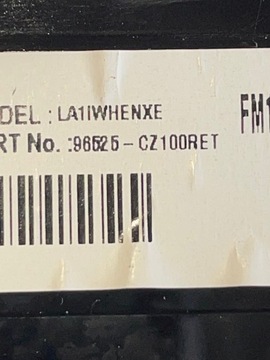 DEL : LA1IWHENXE
RT No. :96525-CZ100RET
FM1